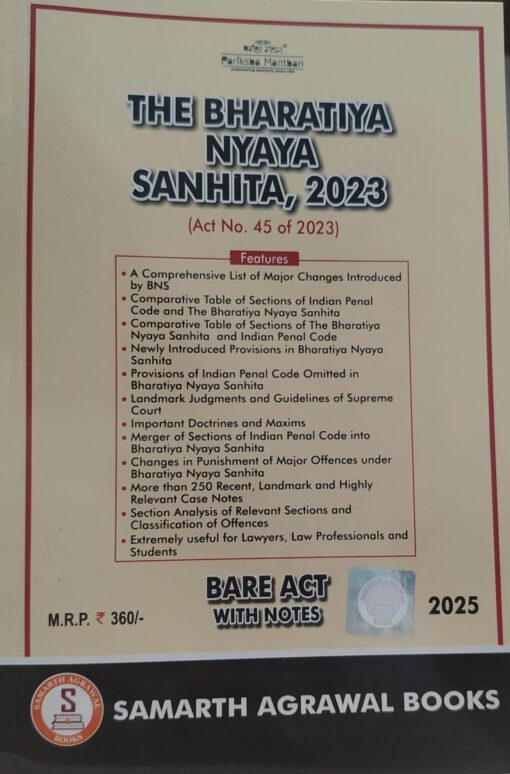 Pariksha Manthan
THE BHARATIYA
NYAYA
SANHITA, 2023
(Act No. 45 of 2023)
Features
• A Comprehensive List of Major Changes Introduced
by BNS
• Comparative Table of Sections of Indian Penal
Code and The Bharatiya Nyaya Sanhita
• Comparative Table of Sections of The Bharatiya
Nyaya Sanhita and Indian Penal Code
• Newly Introduced Provisions in Bharatiya Nyaya
Sanhita
• Provisions of Indian Penal Code Omitted in
Bharatiya Nyaya Sanhita
• Landmark Judgments and Guidelines of Supreme
Court
• Important Doctrines and Maxims
• Merger of Sections of Indian Penal Code into
Bharatiya Nyaya Sanhita
• Changes in Punishment of Major Offences under
Bharatiya Nyaya Sanhita
• More than 250 Recent, Landmark and Highly
Relevant Case Notes
• Section Analysis of Relevant Sections and
Classification of Offences
• Extremely useful for Lawyers, Law Professionals and
Students
BARE ACT
WITH NOTES
M.R.P. ₹ 360/-
2025
SAMARTH AGRAWAL
S
BOOKS
SAMARTH AGRAWAL BOOKS